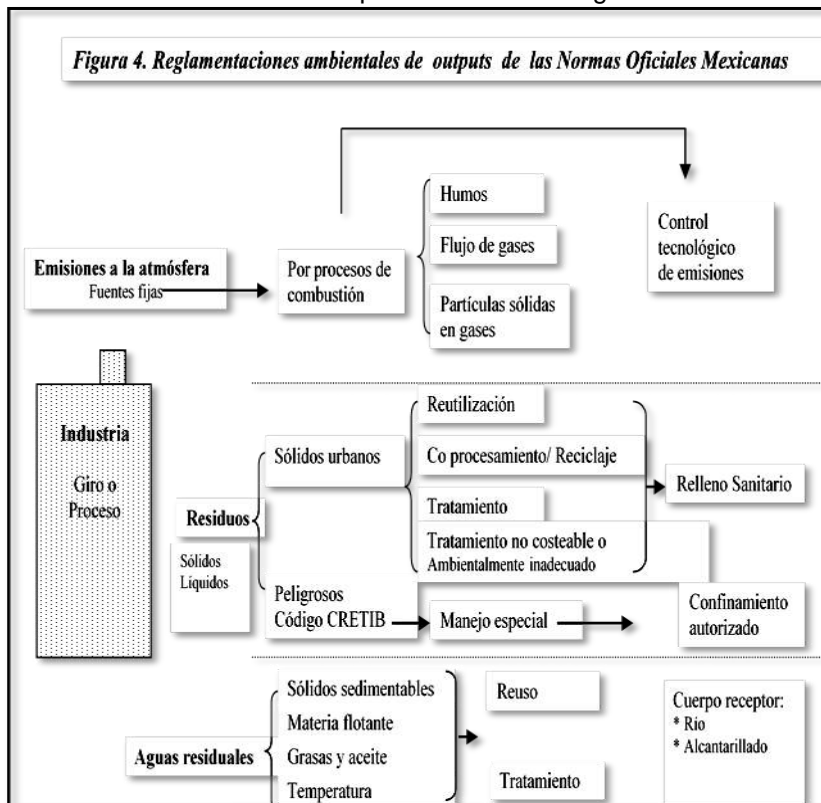 Figura 4. Reglamentaciones ambientales de outputs de las Normas Oficiales Mexicanas
Humos
Flujo de gases
Partículas sólidas
en gases
Control
tecnológico
de emisiones
Emisiones a la atmósfera
Fuentes fijas
Por procesos de
combustión
Industria
Giro o
Proceso
Residuos
Sólidos
Líquidos
Sólidos urbanos
Reutilización
Co procesamiento/ Reciclaje
Tratamiento
Tratamiento no costeable o
Ambientalmente inadecuado
Relleno Sanitario
Peligrosos
Código CRETIB
Manejo especial
Confinamiento
autorizado
Aguas residuales
Sólidos sedimentables
Materia flotante
Grasas y aceite
Temperatura
Reuso
Tratamiento
Cuerpo receptor:
* Río
* Alcantarillado